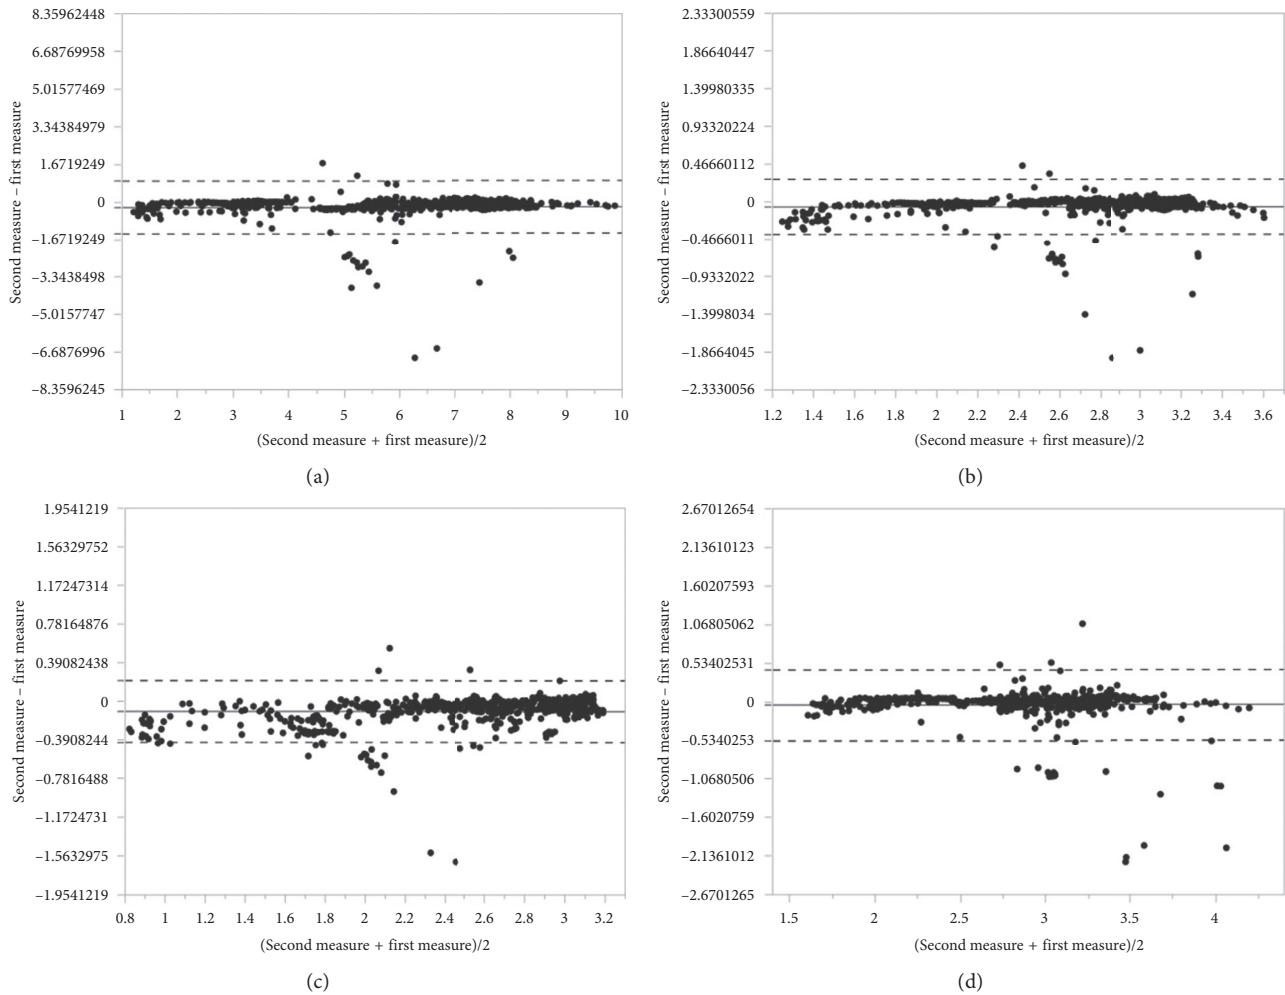 8.35962448
6.68769958
5.01577469
3.34384979
1.6719249
0
–1.6719249
–3.3438498
–5.0157747
–6.6876996
–8.3596245
Second measure – first measure
1 2 3 4 5 6 7 8 9 10
(Second measure + first measure)/2
(a)
2.33300559
1.86640447
1.39980335
0.93320224
0.46660112
0
–0.4666011
–0.9332022
–1.3998034
–1.8664045
–2.3330056
Second measure – first measure
1.2 1.4 1.6 1.8 2 2.2 2.4 2.6 2.8 3 3.2 3.4 3.6
(Second measure + first measure)/2
(b)
1.9541219
1.56329752
1.17247314
0.78164876
0.39082438
0
–0.3908244
–0.7816488
–1.1724731
–1.5632975
–1.9541219
Second measure – first measure
0.8 1 1.2 1.4 1.6 1.8 2 2.2 2.4 2.6 2.8 3 3.2
(Second measure + first measure)/2
(c)
2.67012654
2.13610123
1.60207593
1.06805062
0.53402531
0
–0.5340253
–1.0680506
–1.6020759
–2.1361012
–2.6701265
Second measure – first measure
1.5 2 2.5 3 3.5 4
(Second measure + first measure)/2
(d)